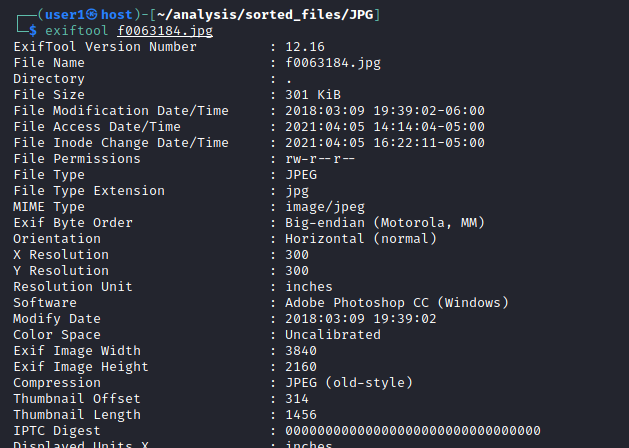 ┌──(user1㉿host)-[~/analysis/sorted_files/JPG]
└─$ exiftool f0063184.jpg
ExifTool Version Number : 12.16
File Name : f0063184.jpg
Directory : .
File Size : 301 KiB
File Modification Date/Time : 2018:03:09 19:39:02-06:00
File Access Date/Time : 2021:04:05 14:14:04-05:00
File Inode Change Date/Time : 2021:04:05 16:22:11-05:00
File Permissions : rw-r--r--
File Type : JPEG
File Type Extension : jpg
MIME Type : image/jpeg
Exif Byte Order : Big-endian (Motorola, MM)
Orientation : Horizontal (normal)
X Resolution : 300
Y Resolution : 300
Resolution Unit : inches
Software : Adobe Photoshop CC (Windows)
Modify Date : 2018:03:09 19:39:02
Color Space : Uncalibrated
Exif Image Width : 3840
Exif Image Height : 2160
Compression : JPEG (old-style)
Thumbnail Offset : 314
Thumbnail Length : 1456
IPTC Digest : 00000000000000000000000000000000
Displayed Units X : inches